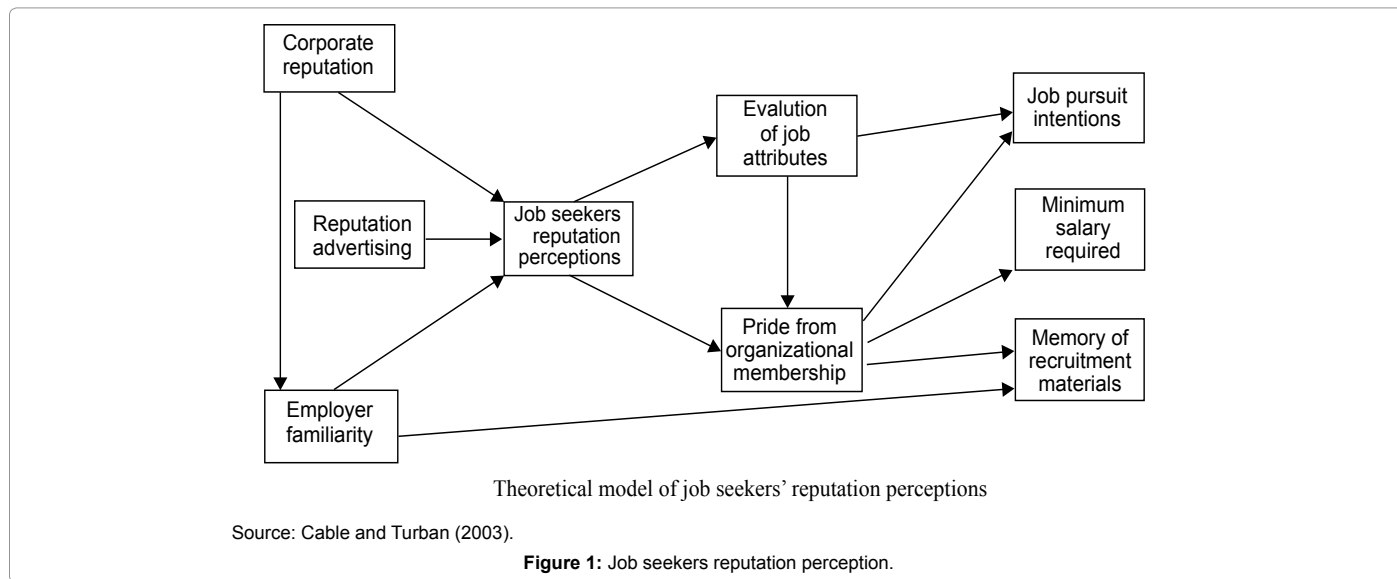 Corporate
reputation
Evalution
of job
attributes
Job pursuit
intentions
Reputation
advertising
Job seekers
reputation
perceptions
Minimum
salary
required
Pride from
organizational
membership
Memory of
recruitment
materials
Employer
familiarity
Theoretical model of job seekers’ reputation perceptions
Source: Cable and Turban (2003).
Figure 1: Job seekers reputation perception.